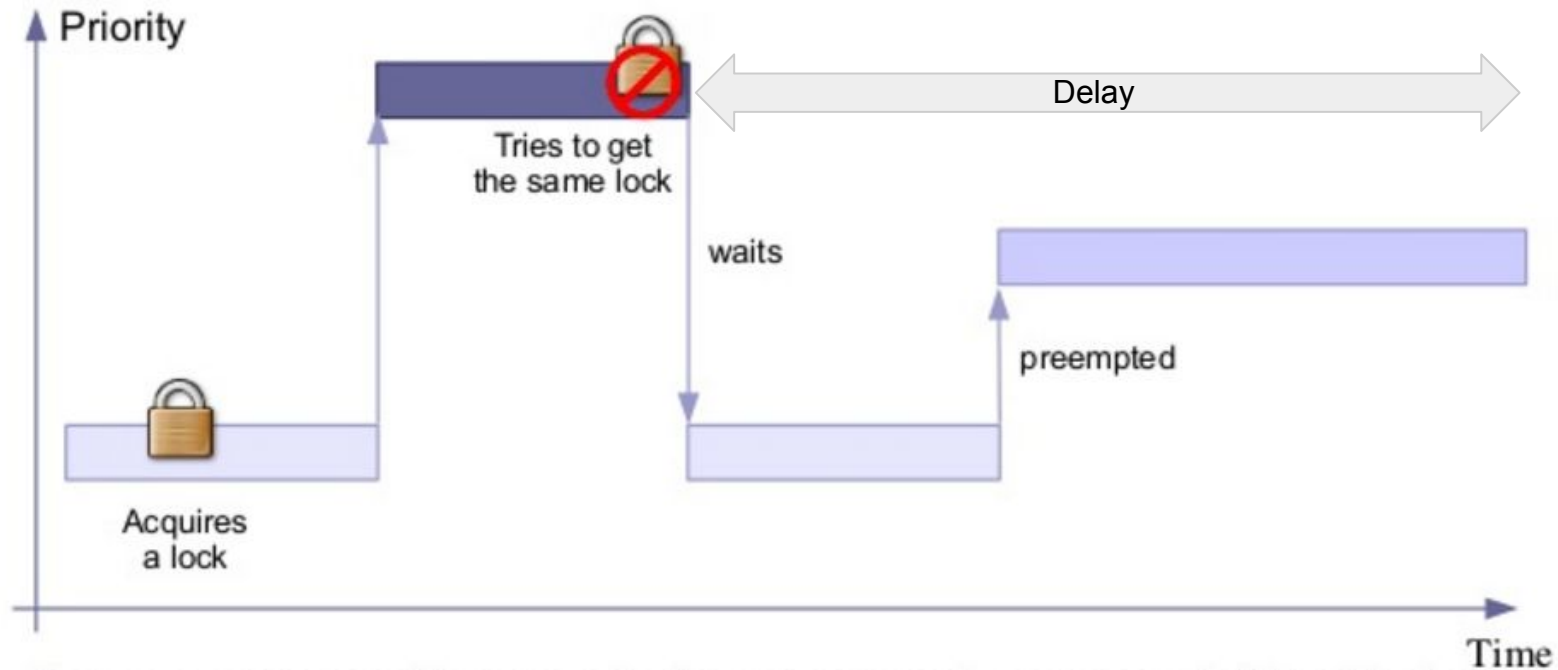 Priority
Delay
Tries to get
the same lock
waits
preempted
Acquires
a lock
Time